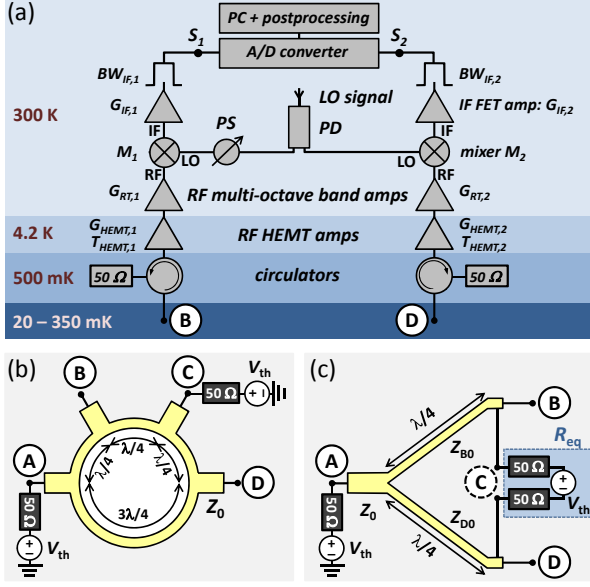 (a)
PC + postprocessing
S1
A/D converter
S2
BWIF,1
BWIF,2
300 K
GIF,1
LO signal
IF FET amp: GIF,2
IF
PS
PD
IF
M1
LO
LO
mixer M2
RF
RF
GRT,1
RF multi-octave band amps
GRT,2
4.2 K
GHEMT,1
THEMT,1
RF HEMT amps
GHEMT,2
THEMT,2
500 mK
50 Ω
circulators
50 Ω
20 – 350 mK
B
D
(b)
B
C
50 Ω
Vth
+ –
A
λ/4
λ/4
λ/4
3λ/4
D
Z0
50 Ω
+
–
Vth
(c)
λ/4
B
ZB0
Req
A
C
50 Ω
50 Ω
+
–
Vth
Z0
ZD0
50 Ω
λ/4
+
–
Vth
D